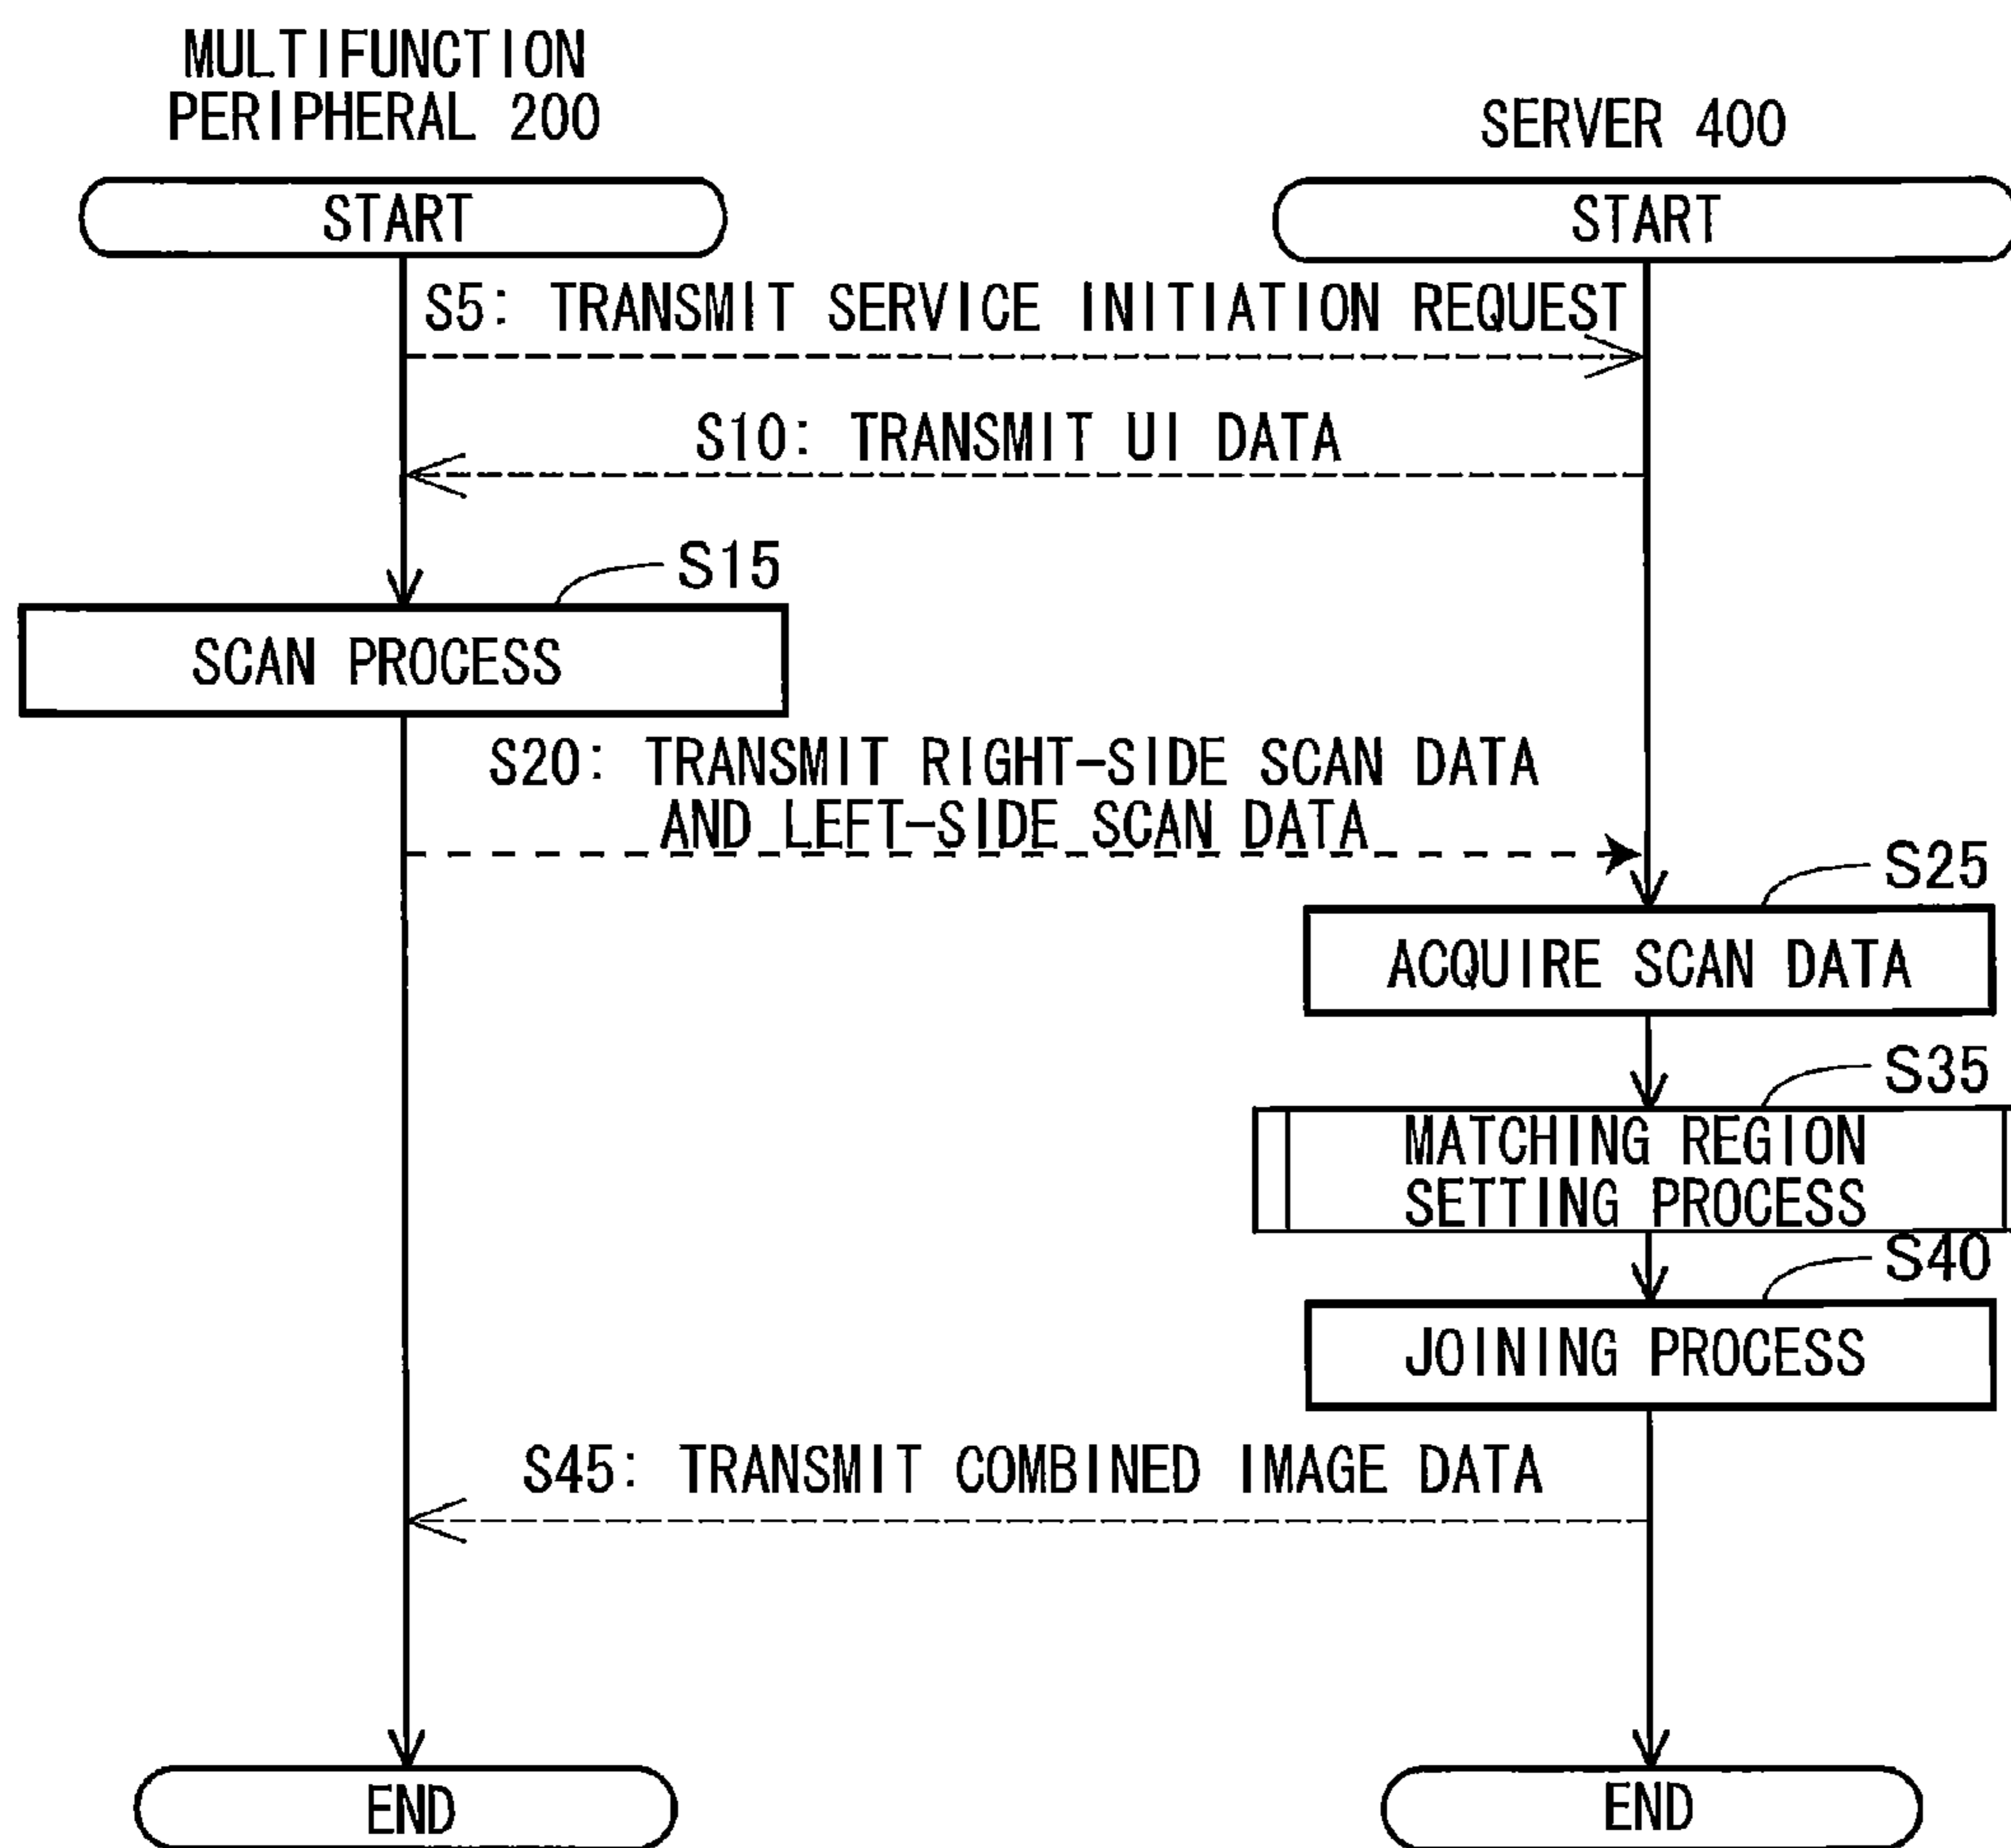 MULTIFUNCTION
PERIPHERAL 200
SERVER 400
START
START
S5: TRANSMIT SERVICE INITIATION REQUEST
S10: TRANSMIT UI DATA
S15
SCAN PROCESS
S20: TRANSMIT RIGHT-SIDE SCAN DATA
AND LEFT-SIDE SCAN DATA
S25
ACQUIRE SCAN DATA
S35
MATCHING REGION
SETTING PROCESS
S40
JOINING PROCESS
S45: TRANSMIT COMBINED IMAGE DATA
END
END